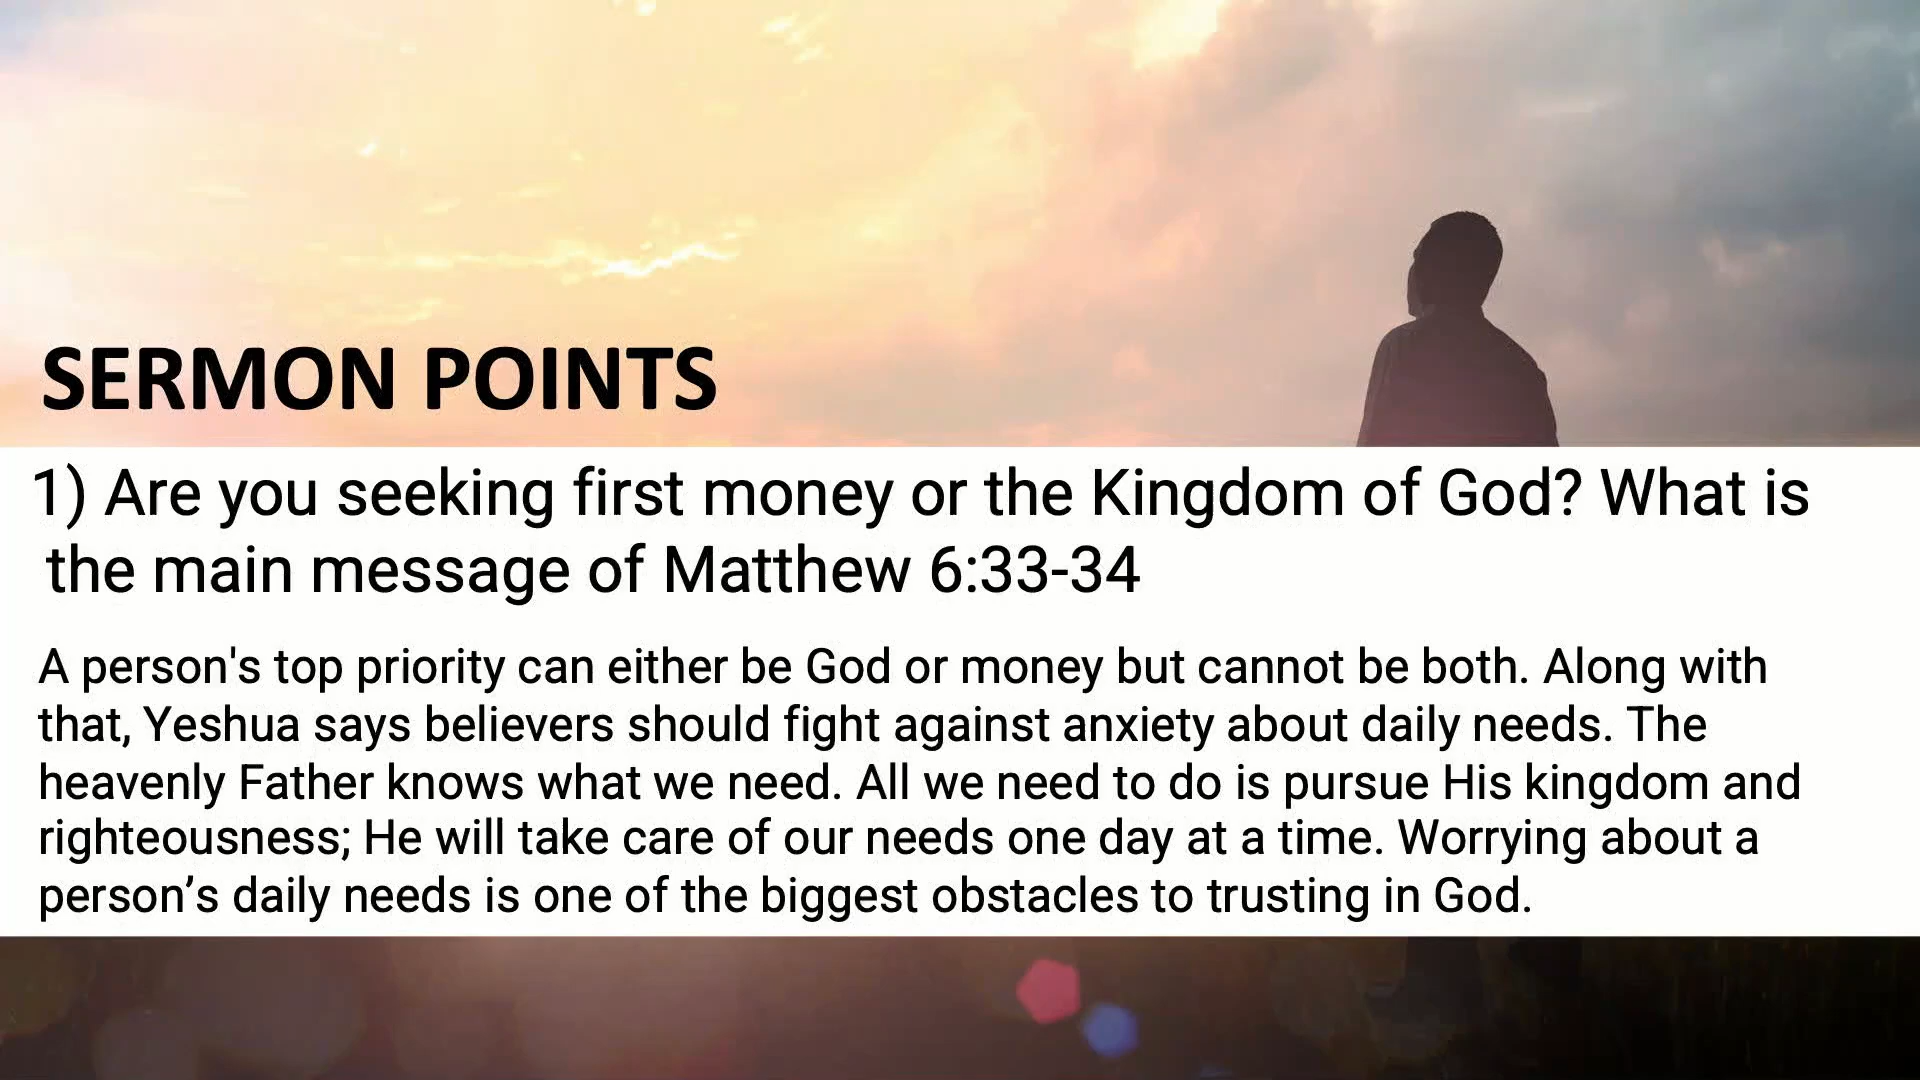 SERMON POINTS
1) Are you seeking first money or the Kingdom of God? What is
the main message of Matthew 6:33-34
A person's top priority can either be God or money but cannot be both. Along with
that, Yeshua says believers should fight against anxiety about daily needs. The
heavenly Father knows what we need. All we need to do is pursue His kingdom and
righteousness; He will take care of our needs one day at a time. Worrying about a
person’s daily needs is one of the biggest obstacles to trusting in God.